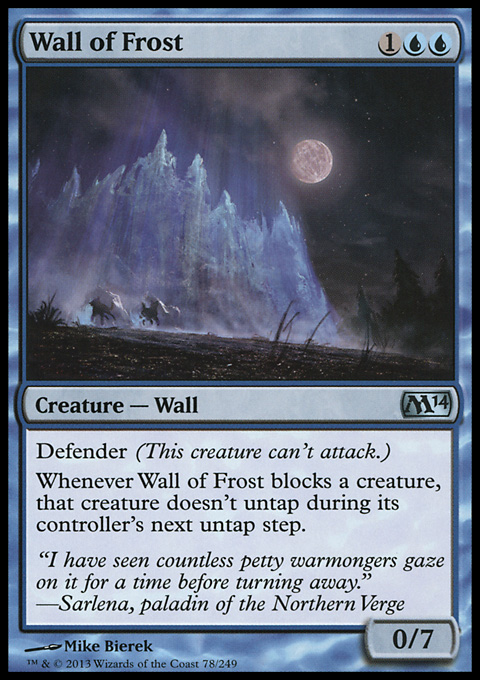 Wall of Frost 1
Creature — Wall M14
Defender (This creature can't attack.)
Whenever Wall of Frost blocks a creature,
that creature doesn't untap during its
controller's next untap step.
“I have seen countless petty warmongers gaze
on it for a time before turning away.”
—Sarlena, paladin of the Northern Verge
Mike Bierek
0/7
™ & © 2013 Wizards of the Coast 78/249